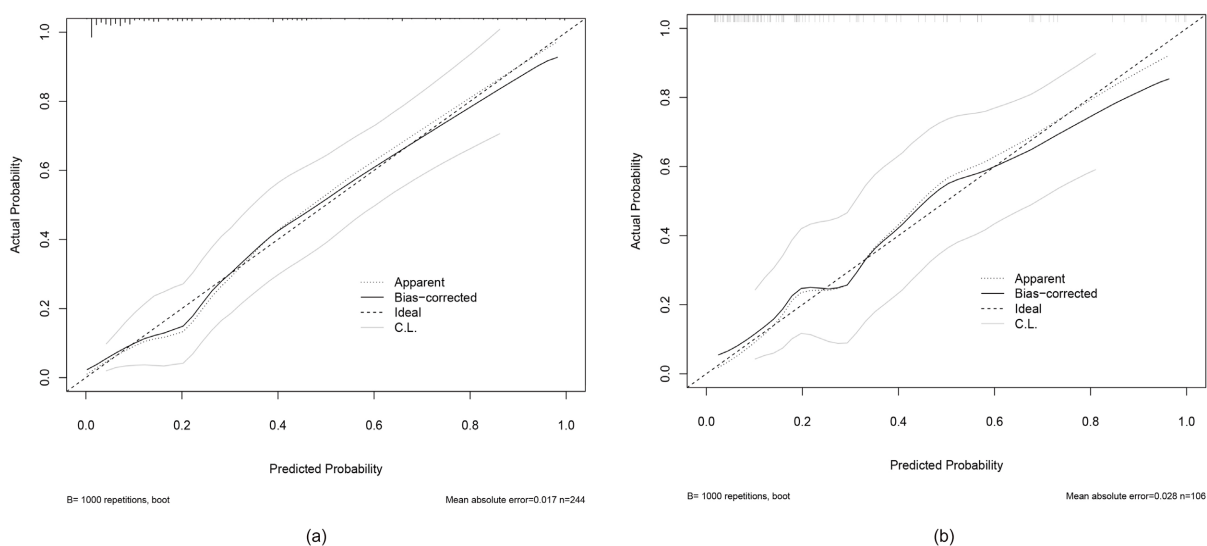 1.0
0.8
0.6
0.4
0.2
0.0
Actual Probability
Apparent
Bias-corrected
Ideal
C.L.
0.0 0.2 0.4 0.6 0.8 1.0
Predicted Probability
B= 1000 repetitions, boot
Mean absolute error=0.017 n=244
(a)
1.0
0.8
0.6
0.4
0.2
0.0
Actual Probability
Apparent
Bias-corrected
Ideal
C.L.
0.0 0.2 0.4 0.6 0.8 1.0
Predicted Probability
B= 1000 repetitions, boot
Mean absolute error=0.028 n=106
(b)